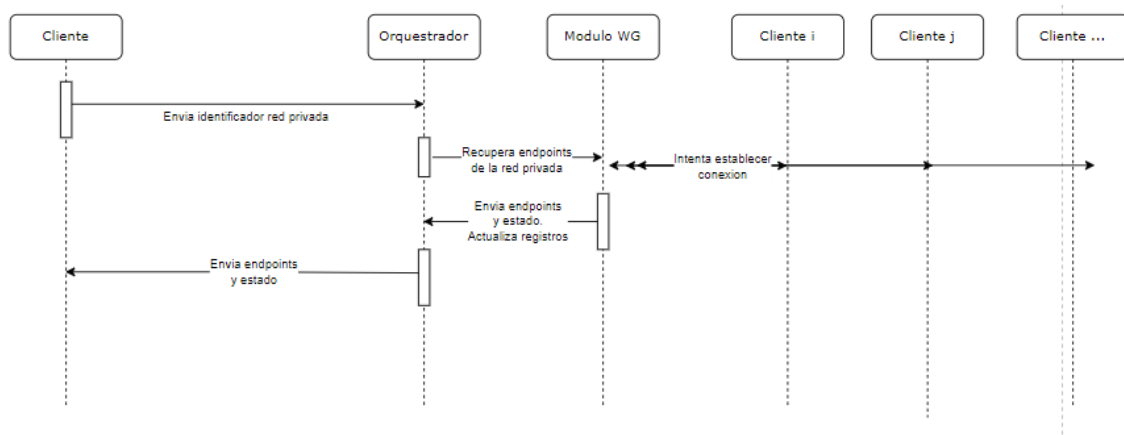 Cliente
Orquestrador
Modulo WG
Cliente i
Cliente j
Cliente ...
Envia identificador red privada
Recupera endpoints
de la red privada
Intenta establecer
conexion
Envia endpoints
y estado.
Actualiza registros
Envia endpoints
y estado